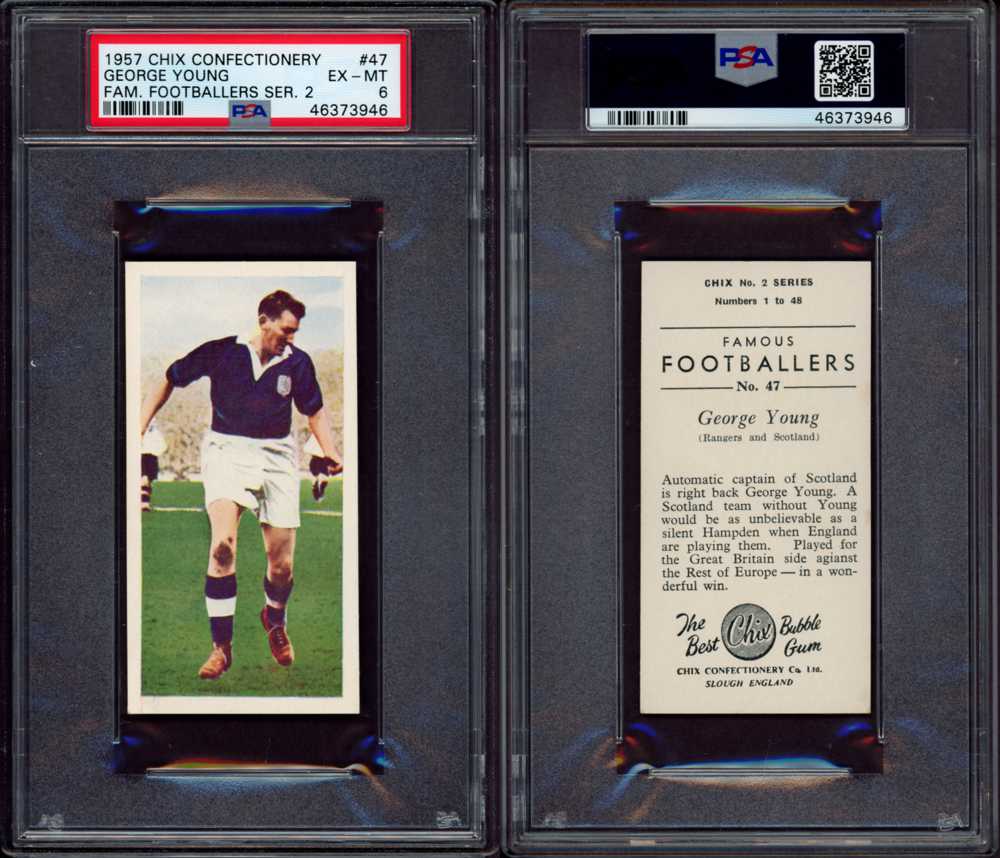 1957 CHIX CONFECTIONERY #47
GEORGE YOUNG EX - MT
FAM. FOOTBALLERS SER. 2 6
PSA 46373946
PSA
46373946
CHIX No. 2 SERIES
Numbers 1 to 48
FAMOUS
FOOTBALLERS
No. 47
George Young
(Rangers and Scotland)
Automatic captain of Scotland
is right back George Young. A
Scotland team without Young
would be as unbelievable as a
silent Hampden when England
are playing them. Played for
the Great Britain side agianst
the Rest of Europe — in a won-
derful win.
The Best Chix Bubble Gum
CHIX CONFECTIONERY Co. Ltd.
SLOUGH ENGLAND
PSA
PSA